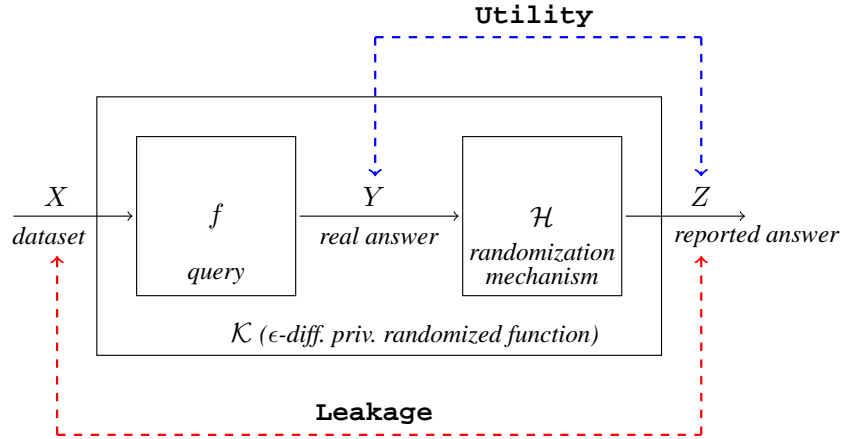 Utility
X
f
Y
ℋ
Z
dataset
query
real answer
randomization
mechanism
reported answer
𝒦 (ϵ-diff. priv. randomized function)
Leakage